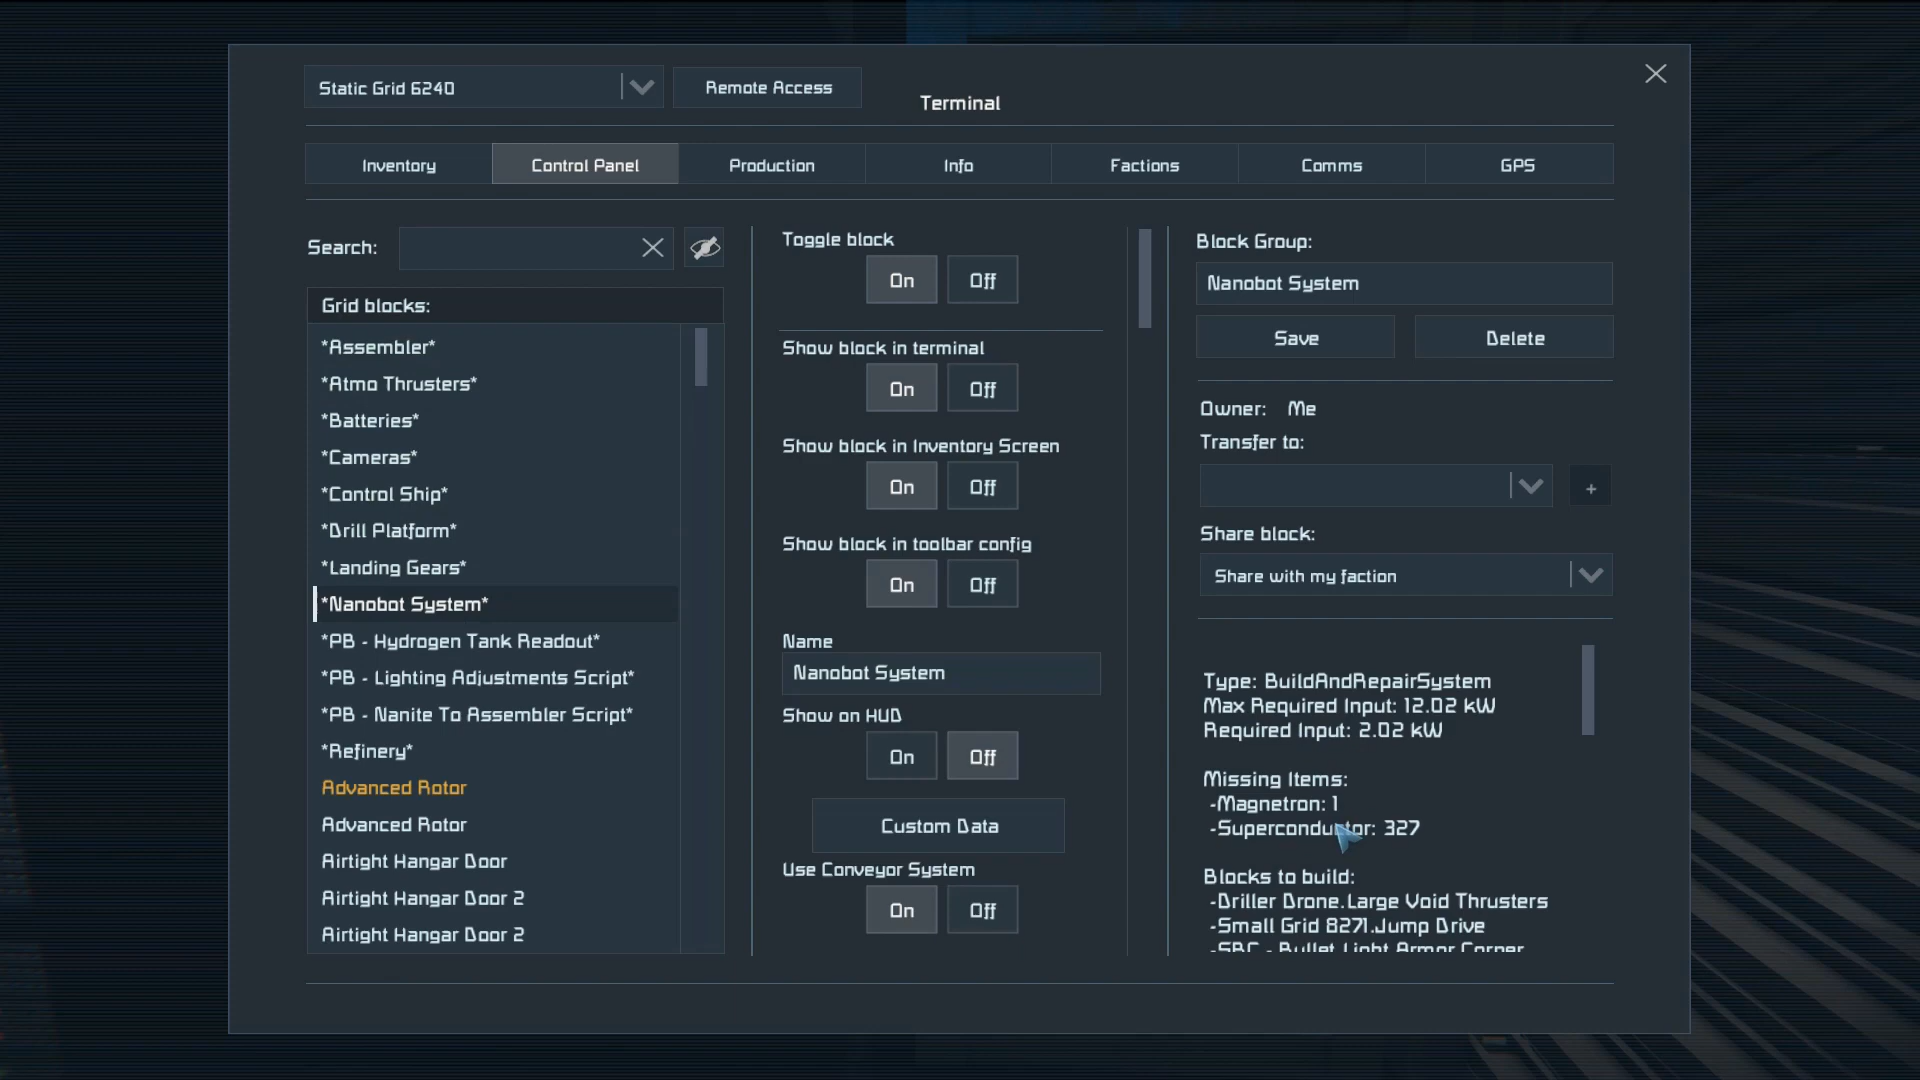 Static Grid 6240
Remote Access
Terminal
Inventory
Control Panel
Production
Info
Factions
Comms
GPS
Search:
Grid blocks:
*Assembler*
*Atmo Thrusters*
*Batteries*
*Cameras*
*Control Ship*
*Drill Platform*
*Landing Gears*
*Nanobot System*
*PB - Hydrogen Tank Readout*
*PB - Lighting Adjustments Script*
*PB - Nanite To Assembler Script*
*Refinery*
Advanced Rotor
Advanced Rotor
Airtight Hangar Door
Airtight Hangar Door 2
Airtight Hangar Door 2
Toggle block
On Off
Show block in terminal
On Off
Show block in Inventory Screen
On Off
Show block in toolbar config
On Off
Name
Nanobot System
Show on HUD
On Off
Custom Data
Use Conveyor System
On Off
Block Group:
Nanobot System
Save Delete
Owner: Me
Transfer to:
+
Share block:
Share with my faction
Type: BuildAndRepairSystem
Max Required Input: 12.02 kW
Required Input: 2.02 kW
Missing Items:
-Magnetron: 1
-Superconductor: 327
Blocks to build:
-Driller Drone.Large Void Thrusters
-Small Grid 8271.Jump Drive
-SBC - Bullet.Light Armor Corner